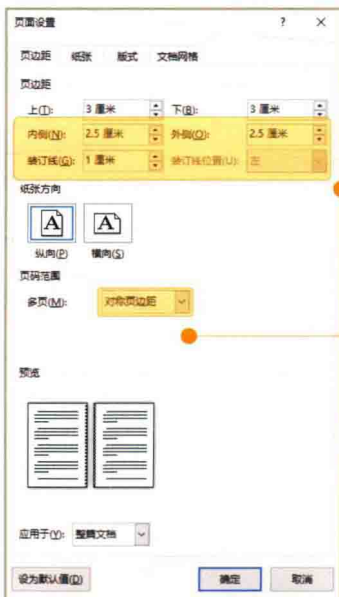 页面设置 ? ×
页边距 纸张 版式 文档网格
页边距
上(T): 3 厘米 下(B): 3 厘米
内侧(N): 2.5 厘米 外侧(O): 2.5 厘米
装订线(G): 1 厘米 装订线位置(U): 左
纸张方向
A A
纵向(P) 横向(S)
页码范围
多页(M): 对称页边距
预览
应用于(Y): 整篇文档
设为默认值(D) 确定 取消